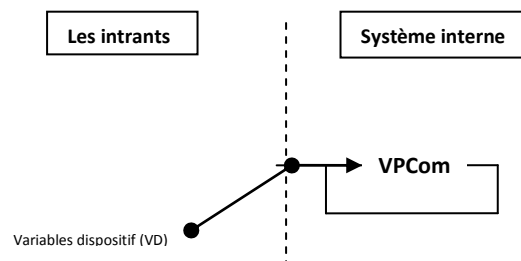 Les intrants
Système interne
VPCom
Variables dispositif (VD)